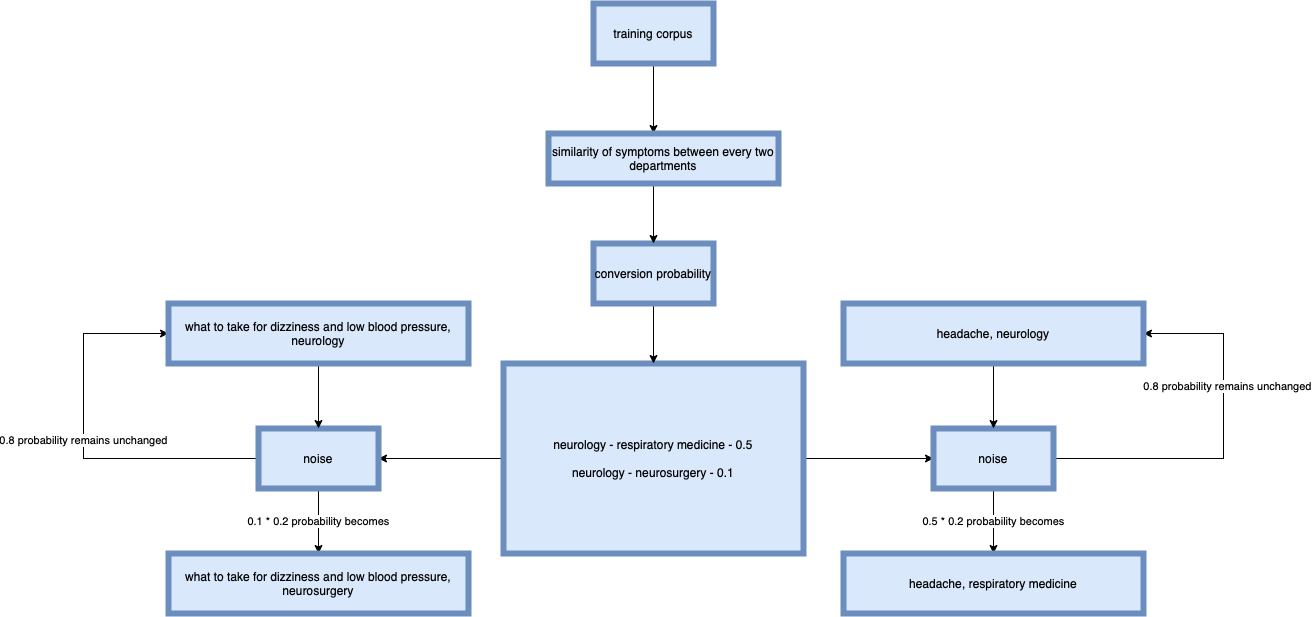 training corpus
similarity of symptoms between every two
departments
conversion probability
what to take for dizziness and low blood pressure,
neurology
headache, neurology
0.8 probability remains unchanged
0.8 probability remains unchanged
neurology - respiratory medicine - 0.5
neurology - neurosurgery - 0.1
noise
noise
0.1 * 0.2 probability becomes
0.5 * 0.2 probability becomes
what to take for dizziness and low blood pressure,
neurosurgery
headache, respiratory medicine